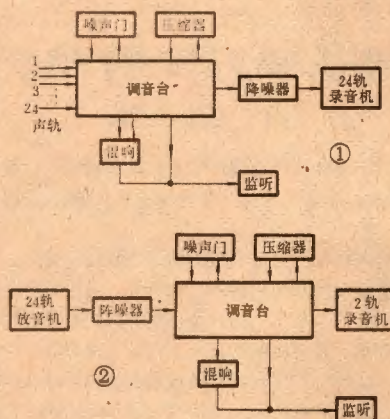 噪声门 压缩器
1
2
3
24
声轨
调音台
降噪器
24轨
录音机
混响
监听
①
噪声门 压缩器
24轨
放音机
阵噪器
调音台
2轨
录音机
混响
监听
②